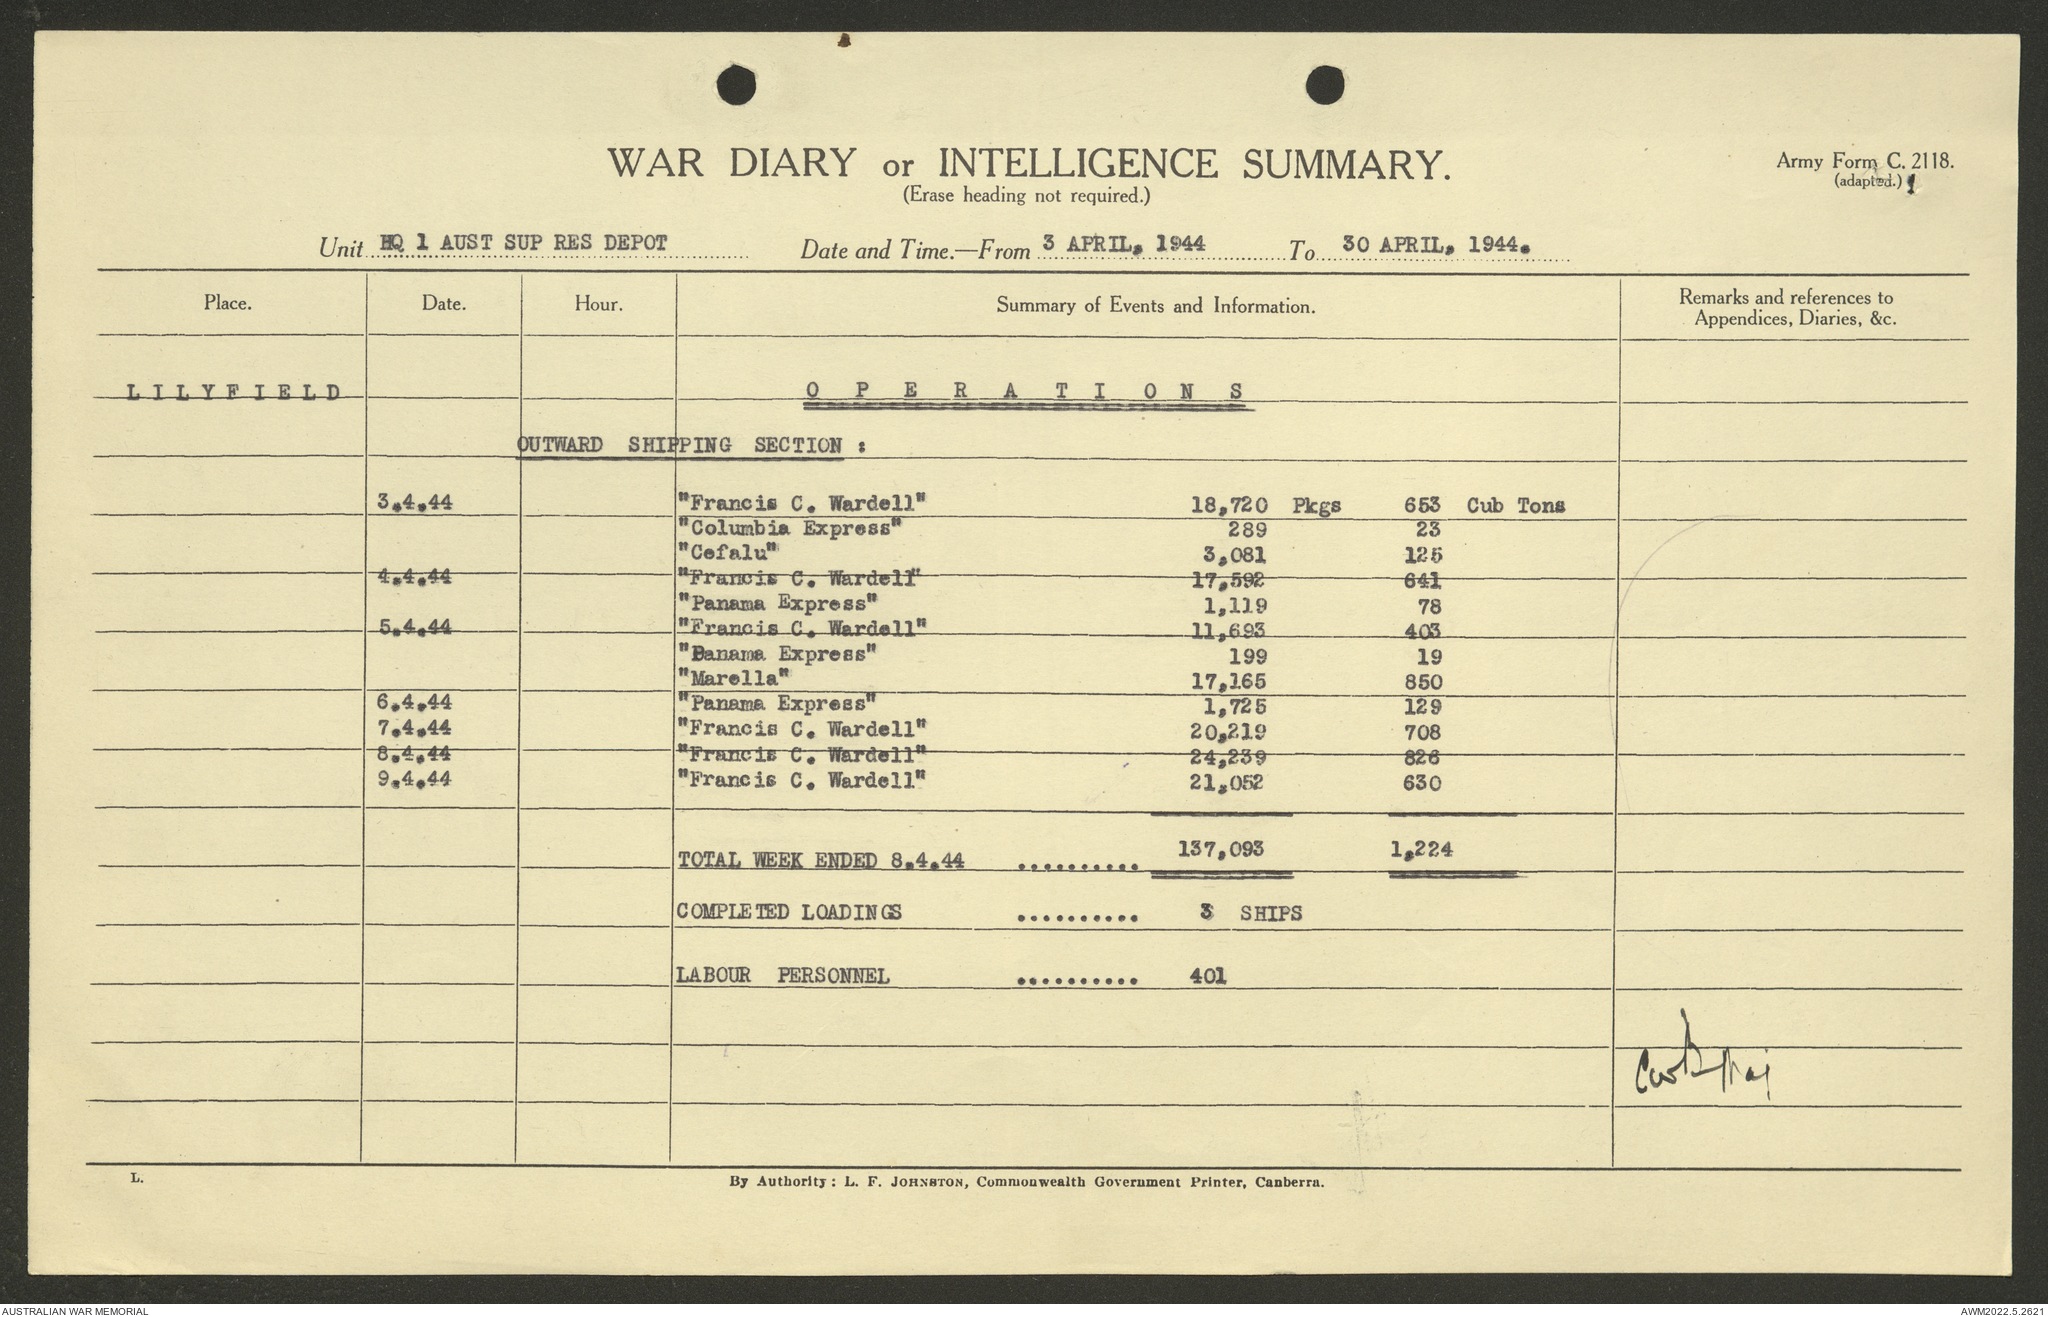 WAR DIARY or INTELLIGENCE SUMMARY.
(Erase heading not required.)
Army Form C. 2118.
(adapted.)
Unit HQ 1 AUST SUP RES DEPOT Date and Time.—From 3 APRIL, 1944 To 30 APRIL, 1944.
Place. Date. Hour. Summary of Events and Information. Remarks and references to
Appendices, Diaries, &c.
LILYFIELD OPERATIONS
OUTWARD SHIPPING SECTION :
3.4.44 "Francis C. Wardell" 18,720 Pkgs 653 Cub Tons
"Columbia Express" 289 23
"Cefalu" 3,081 125
4.4.44 "Francis C. Wardell" 17,592 641
"Panama Express" 1,119 78
5.4.44 "Francis C. Wardell" 11,693 403
"Panama Express" 199 19
"Marella" 17,165 850
6.4.44 "Panama Express" 1,725 129
7.4.44 "Francis C. Wardell" 20,219 708
8.4.44 "Francis C. Wardell" 24,239 826
9.4.44 "Francis C. Wardell" 21,052 630
TOTAL WEEK ENDED 8.4.44 .......... 137,093 1,224
COMPLETED LOADINGS .......... 3 SHIPS
LABOUR PERSONNEL .......... 401
L.
By Authority: L. F. JOHNSTON, Commonwealth Government Printer, Canberra.
AUSTRALIAN WAR MEMORIAL
AWM2022.5.2621